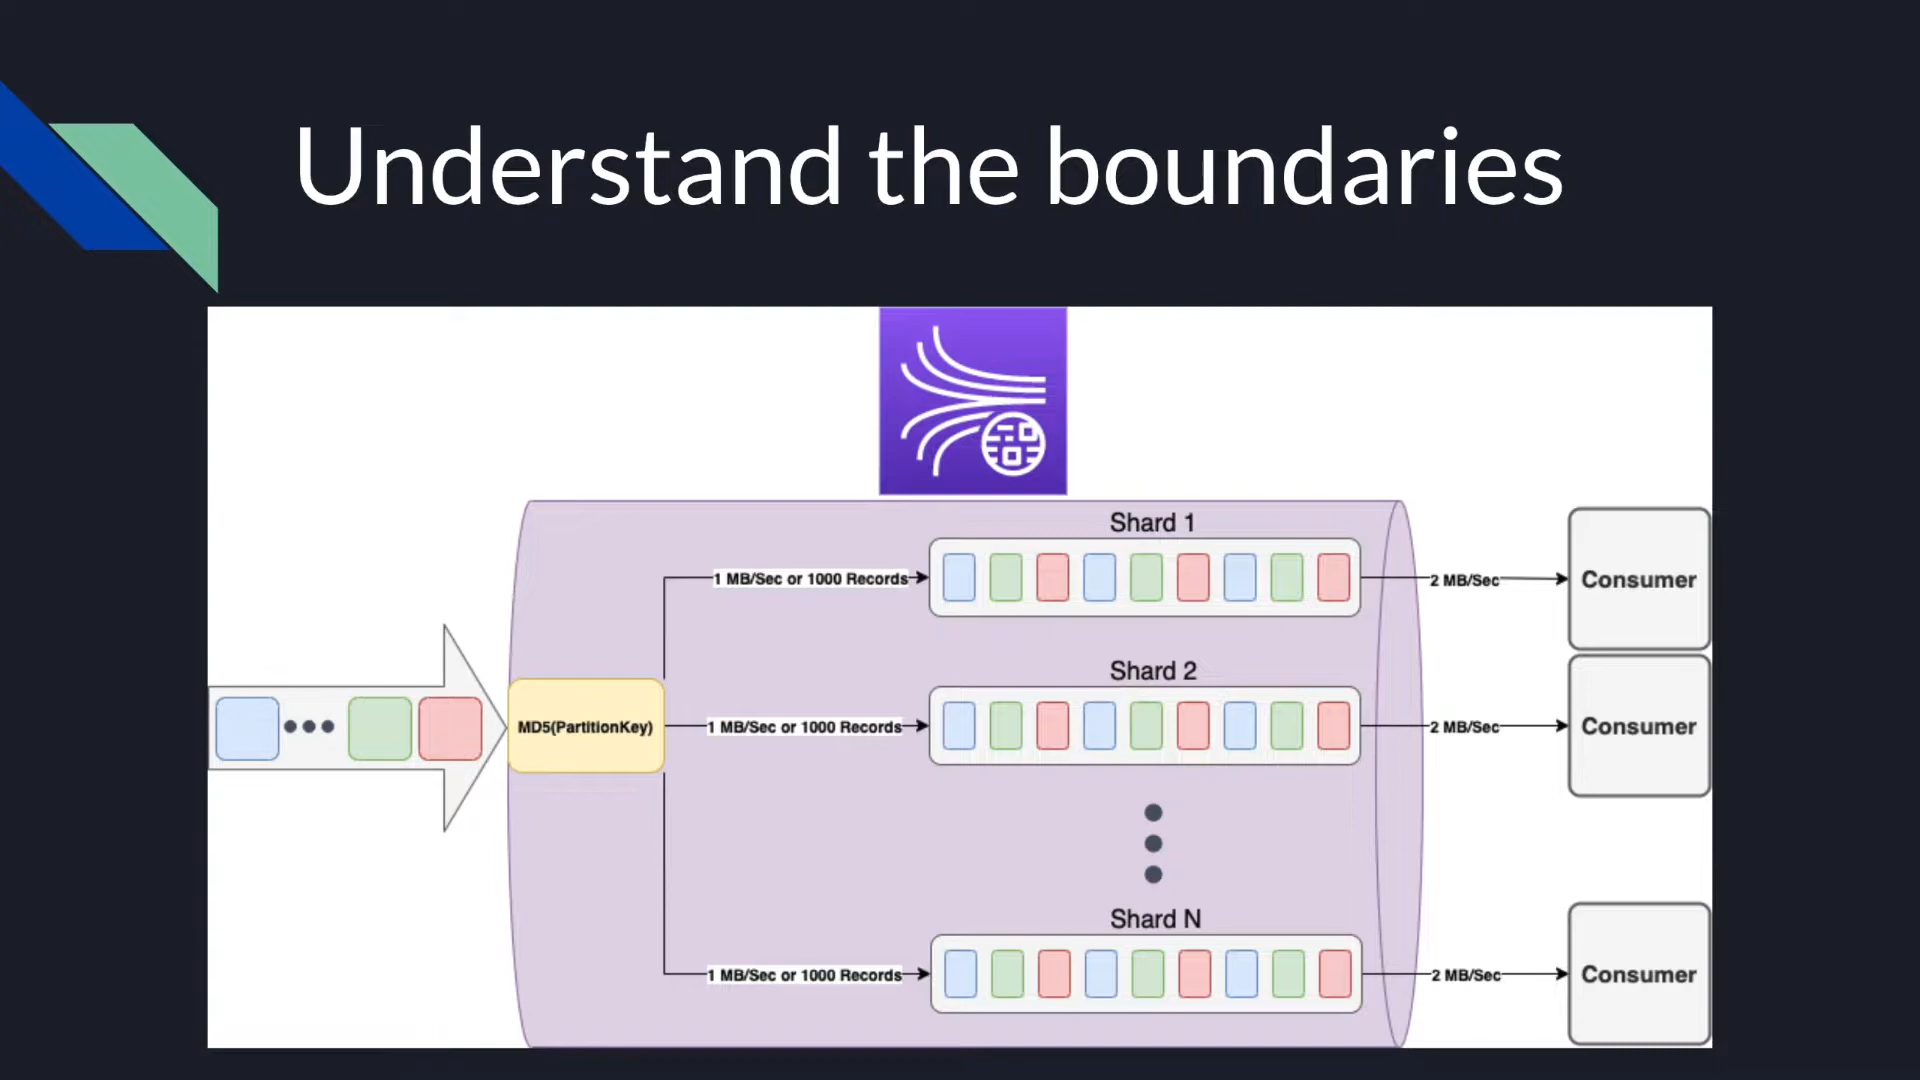 Understand the boundaries
Shard 1
1 MB/Sec or 1000 Records
2 MB/Sec
Consumer
Shard 2
MD5(PartitionKey)
1 MB/Sec or 1000 Records
2 MB/Sec
Consumer
Shard N
1 MB/Sec or 1000 Records
2 MB/Sec
Consumer